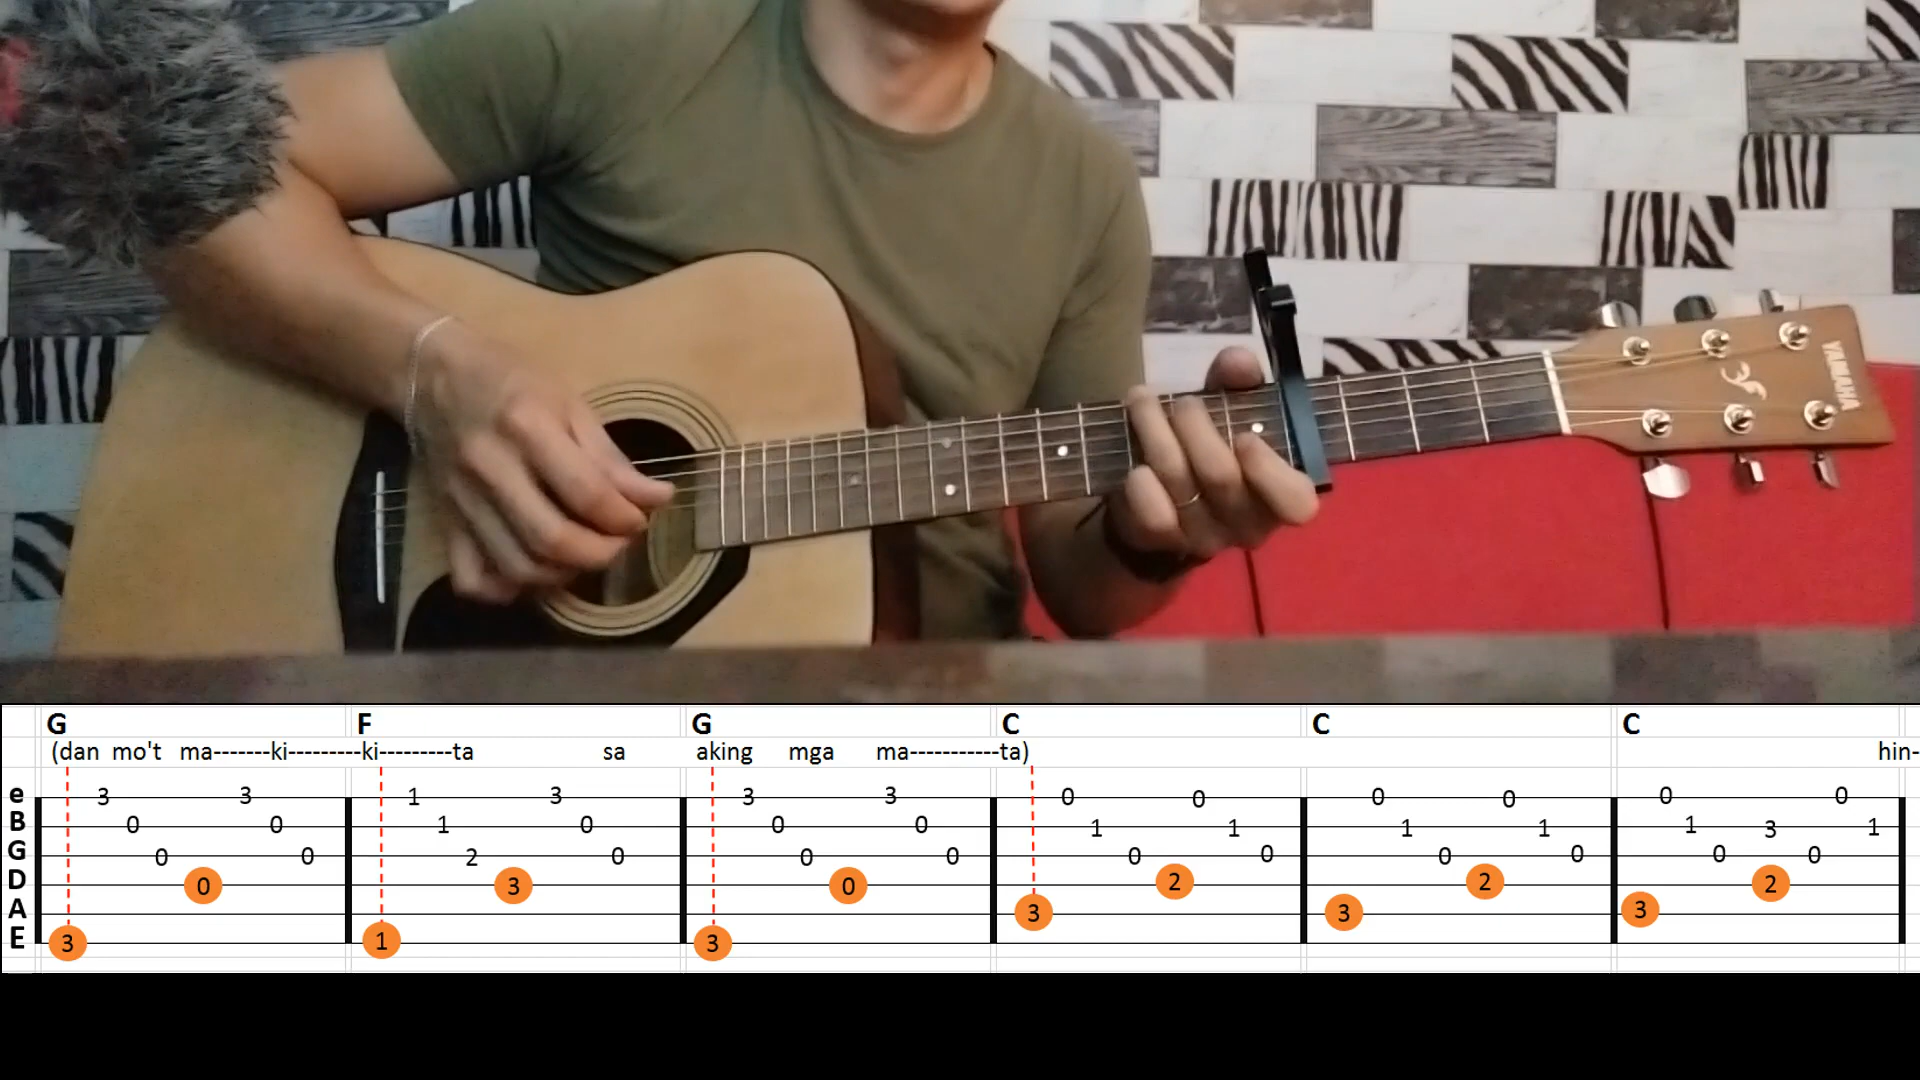 YAMAHA
G F G C C C
(dan mo't ma-------ki---------ki---------ta sa aking mga ma-----------ta) hin-
e 3 3 1 3 3 3 0 0 0 0 0 0
B 0 0 1 0 0 0 1 1 1 1 1 3 1
G 0 0 2 0 0 0 0 0 0 0 0 0
D 0 3 0 2 2 2
A 3 3 3
E 3 1 3